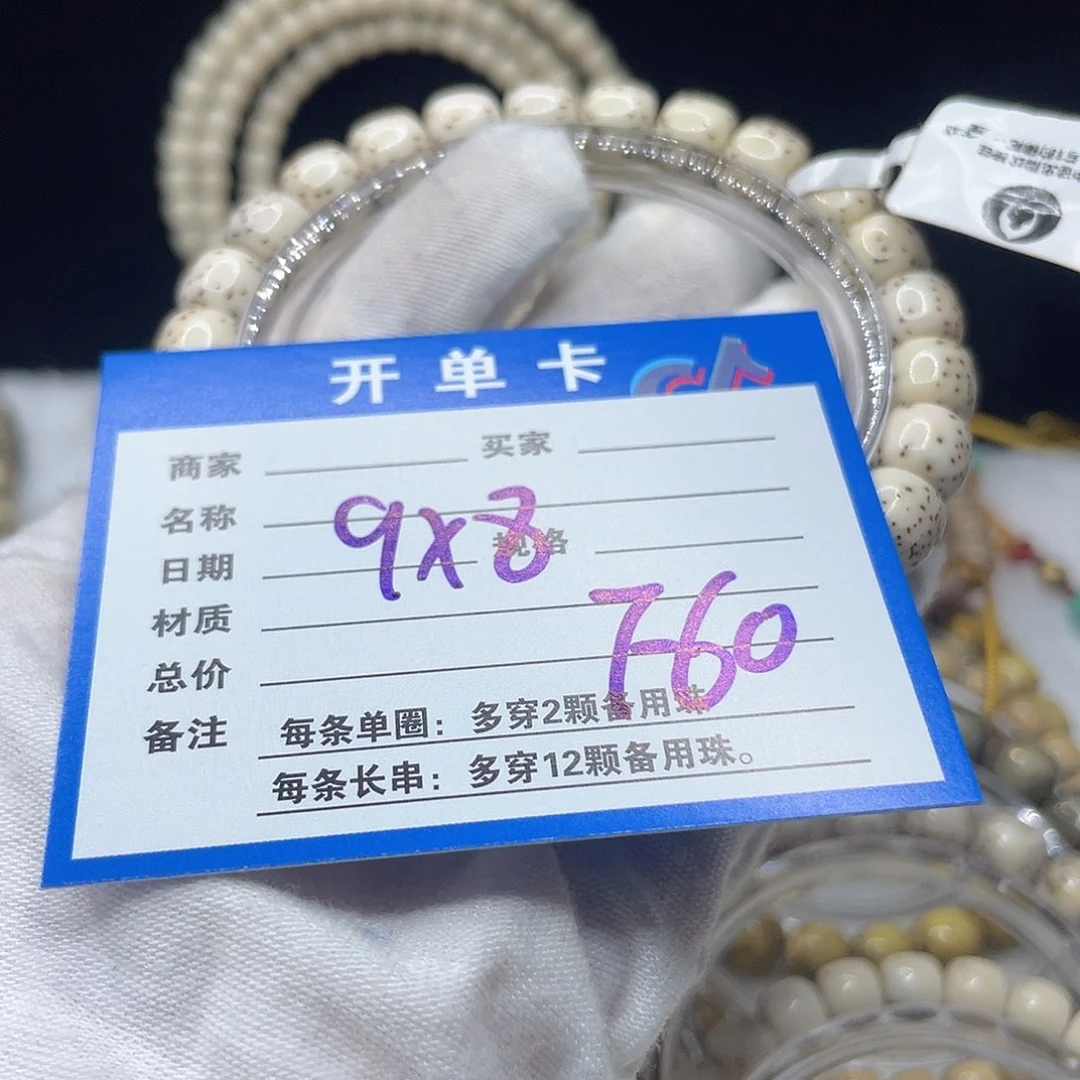 开单卡
商家 买家
名称
9x8
日期 规格
材质
760
总价
备注 每条单圈：多穿2颗备用珠
每条长串：多穿12颗备用珠。